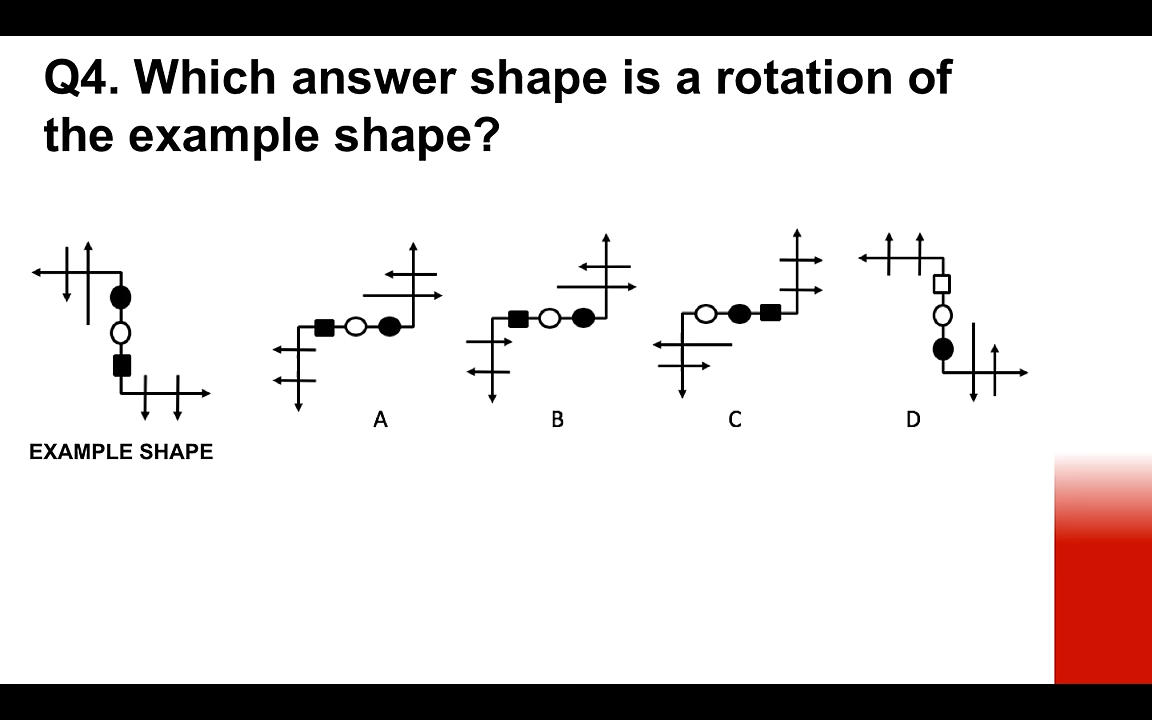 Q4. Which answer shape is a rotation of
the example shape?
A
B
C
D
EXAMPLE SHAPE